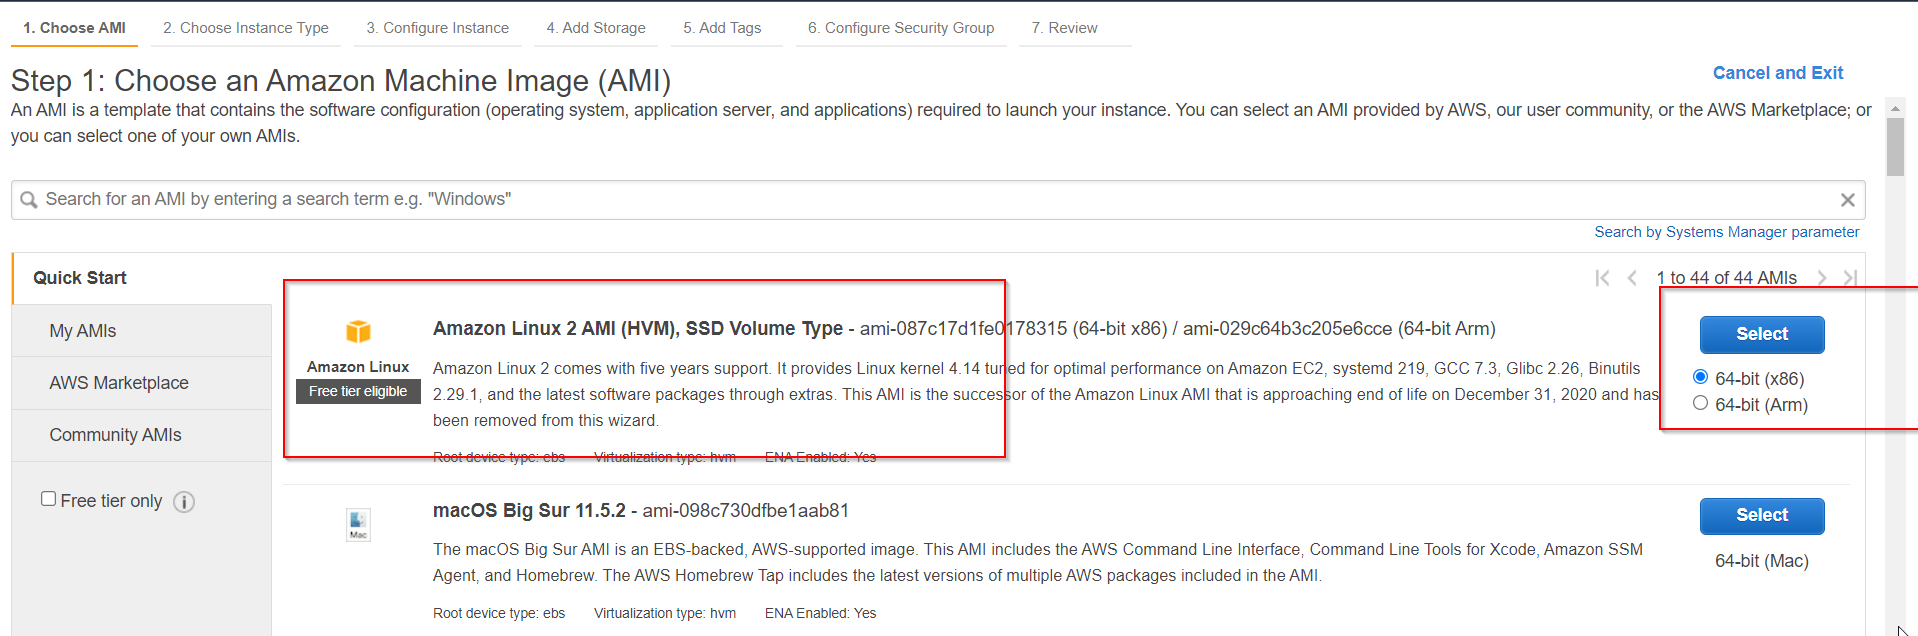 1. Choose AMI 2. Choose Instance Type 3. Configure Instance 4. Add Storage 5. Add Tags 6. Configure Security Group 7. Review
Step 1: Choose an Amazon Machine Image (AMI)
Cancel and Exit
An AMI is a template that contains the software configuration (operating system, application server, and applications) required to launch your instance. You can select an AMI provided by AWS, our user community, or the AWS Marketplace; or
you can select one of your own AMIs.
Search for an AMI by entering a search term e.g. "Windows"
Search by Systems Manager parameter
Quick Start
My AMIs
AWS Marketplace
Community AMIs
Free tier only
1 to 44 of 44 AMIs
Amazon Linux
Free tier eligible
Amazon Linux 2 AMI (HVM), SSD Volume Type - ami-087c17d1fe0178315 (64-bit x86) / ami-029c64b3c205e6cce (64-bit Arm)
Amazon Linux 2 comes with five years support. It provides Linux kernel 4.14 tuned for optimal performance on Amazon EC2, systemd 219, GCC 7.3, Glibc 2.26, Binutils
2.29.1, and the latest software packages through extras. This AMI is the successor of the Amazon Linux AMI that is approaching end of life on December 31, 2020 and has
been removed from this wizard.
Root device type: ebs Virtualization type: hvm ENA Enabled: Yes
Select
64-bit (x86)
64-bit (Arm)
Mac
macOS Big Sur 11.5.2 - ami-098c730dfbe1aab81
The macOS Big Sur AMI is an EBS-backed, AWS-supported image. This AMI includes the AWS Command Line Interface, Command Line Tools for Xcode, Amazon SSM
Agent, and Homebrew. The AWS Homebrew Tap includes the latest versions of multiple AWS packages included in the AMI.
Root device type: ebs Virtualization type: hvm ENA Enabled: Yes
Select
64-bit (Mac)